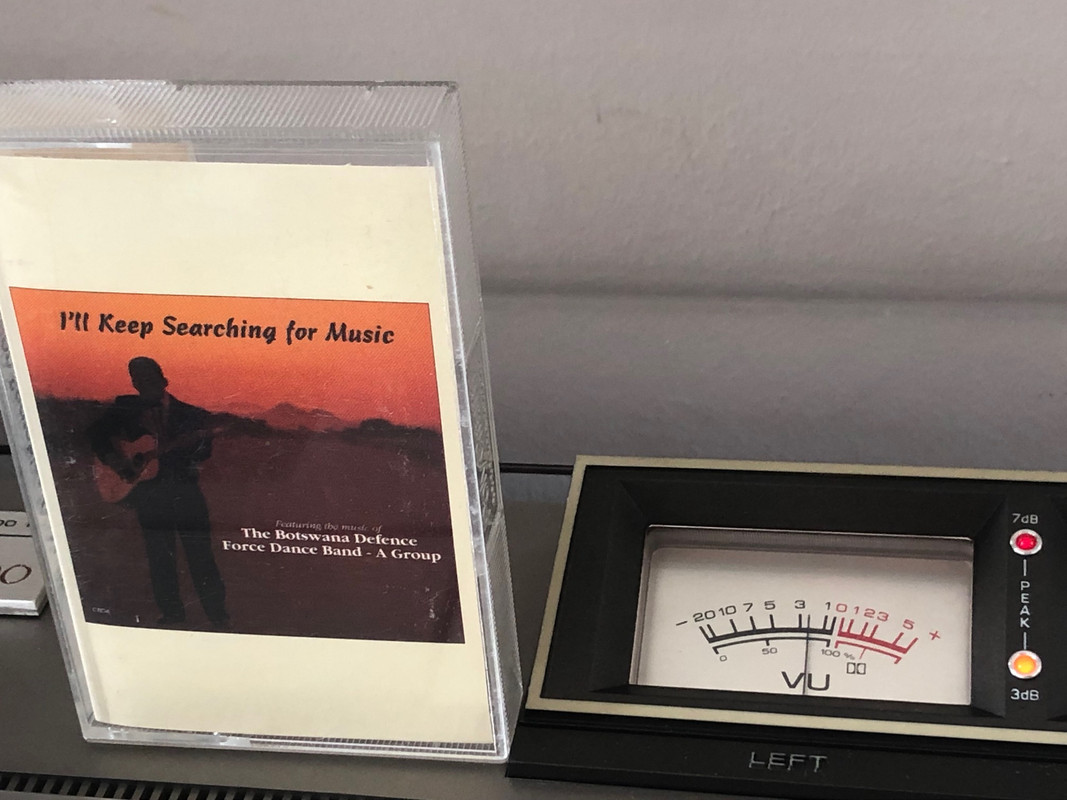 I'll Keep Searching for Music
Featuring the music of
The Botswana Defence
Force Dance Band - A Group
7dB
PEAK
3dB
- 20 10 7 5 3 1 0 1 2 3 5 +
0 50 100 %
VU
LEFT